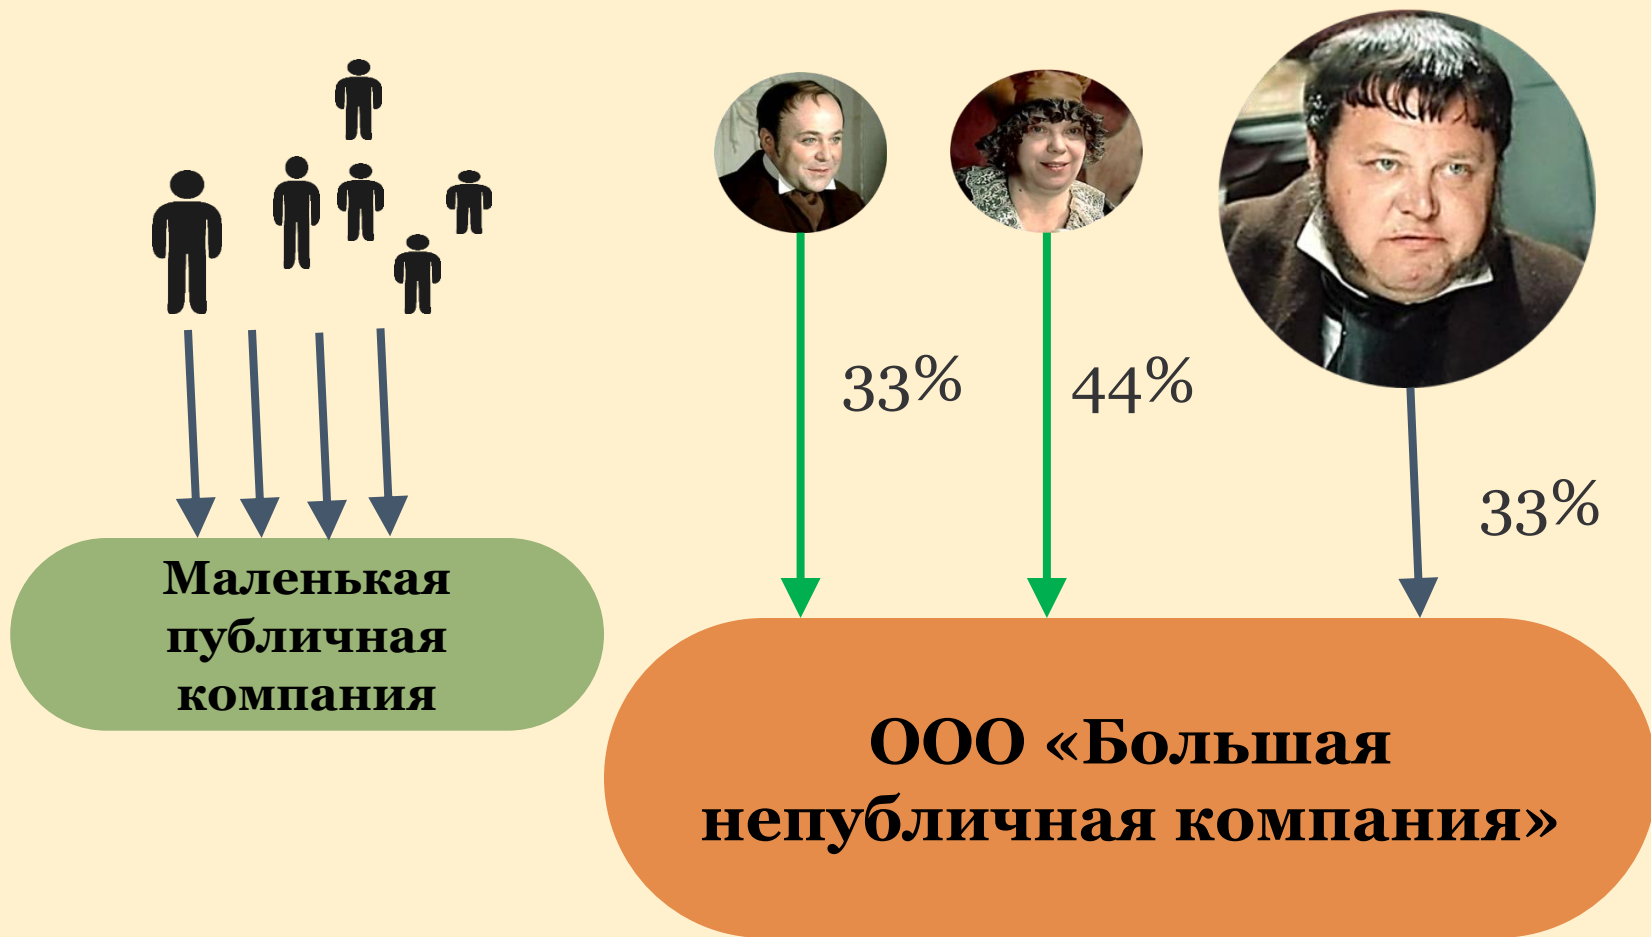 33%
44%
33%
Маленькая
публичная
компания
ООО «Большая
непубличная компания»